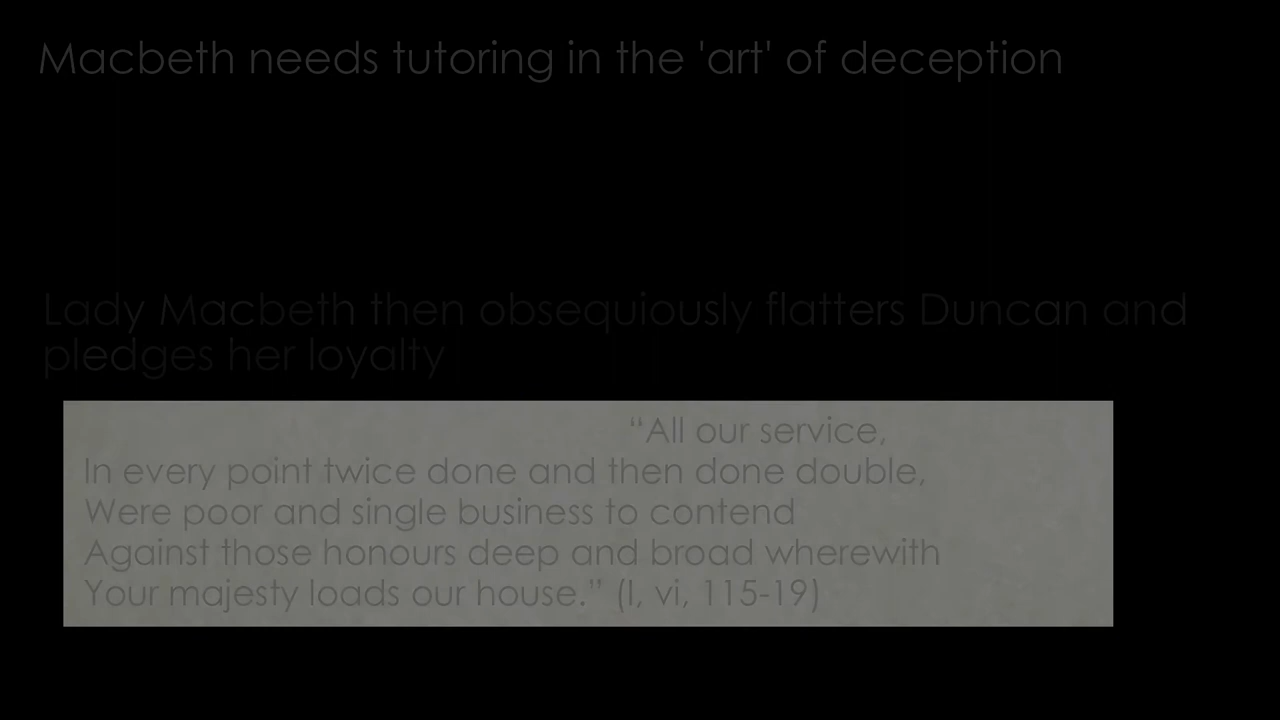 Macbeth needs tutoring in the 'art' of deception
Lady Macbeth then obsequiously flatters Duncan and
pledges her loyalty
“All our service,
In every point twice done and then done double,
Were poor and single business to contend
Against those honours deep and broad wherewith
Your majesty loads our house.” (I, vi, 115-19)